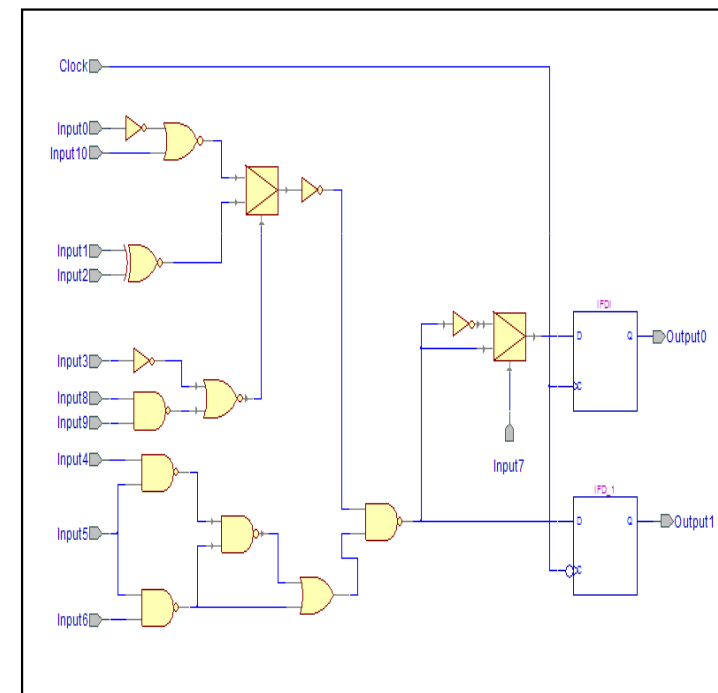 Clock
Input0
Input10
Input1
Input2
IFDI
D
Q
Output0
C
Input3
Input8
Input9
Input4
Input7
IFD_1
Input5
D
Q
Output1
C
Input6